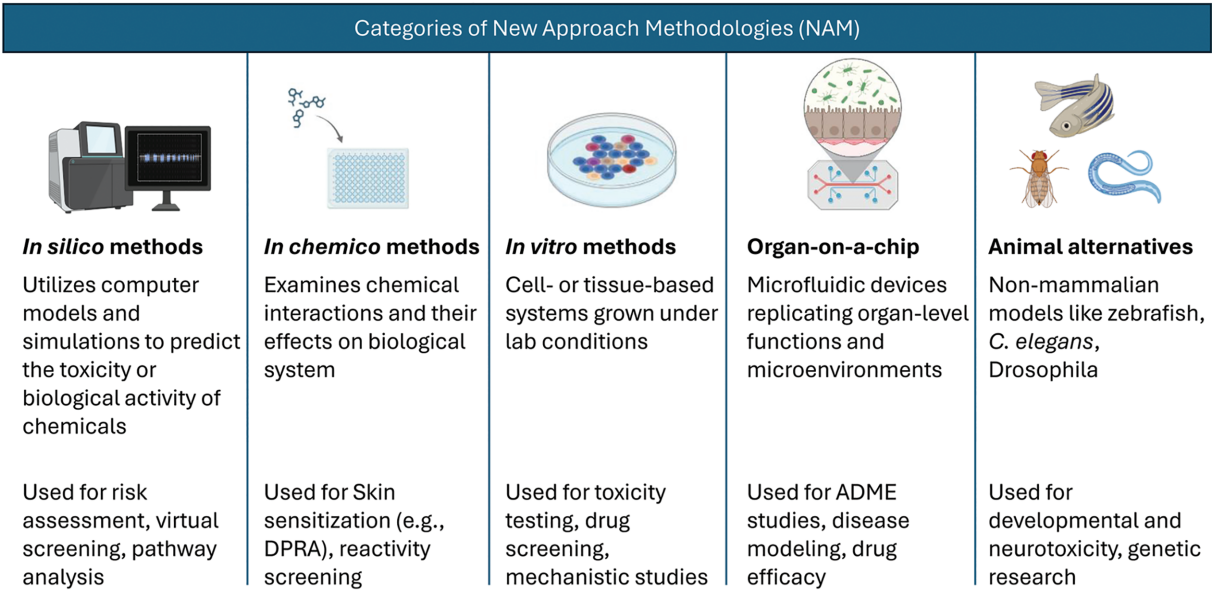 Categories of New Approach Methodologies (NAM)
In silico methods
Utilizes computer
models and
simulations to predict
the toxicity or
biological activity of
chemicals
Used for risk
assessment, virtual
screening, pathway
analysis
In chemico methods
Examines chemical
interactions and their
effects on biological
system
Used for Skin
sensitization (e.g.,
DPRA), reactivity
screening
In vitro methods
Cell- or tissue-based
systems grown under
lab conditions
Used for toxicity
testing, drug
screening,
mechanistic studies
Organ-on-a-chip
Microfluidic devices
replicating organ-level
functions and
microenvironments
Used for ADME
studies, disease
modeling, drug
efficacy
Animal alternatives
Non-mammalian
models like zebrafish,
C. elegans,
Drosophila
Used for
developmental and
neurotoxicity, genetic
research